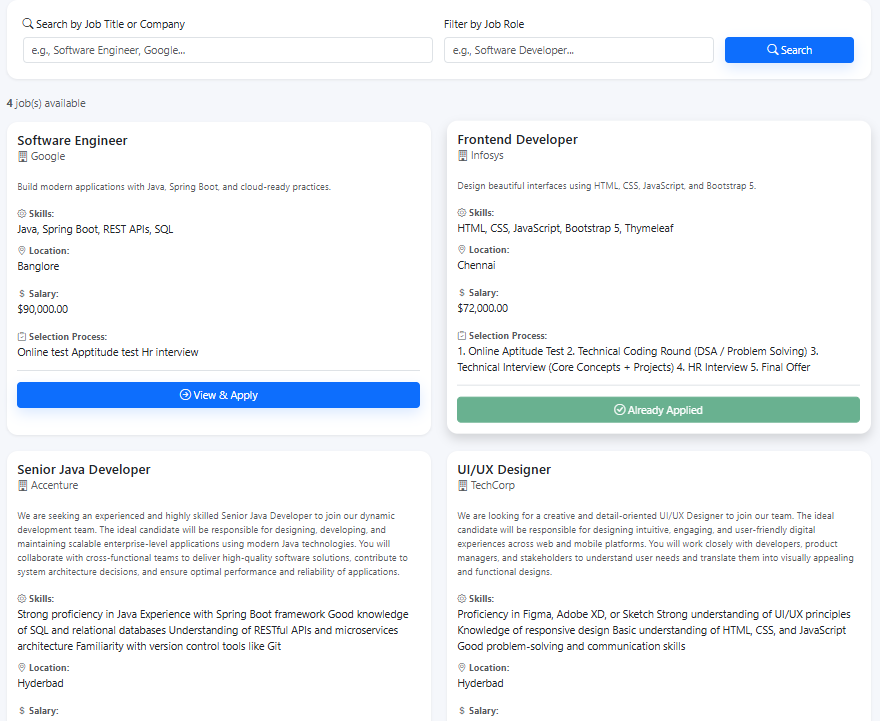 Search by Job Title or Company
Filter by Job Role
e.g., Software Engineer, Google...
e.g., Software Developer...
Search
4 job(s) available
Software Engineer
Google
Build modern applications with Java, Spring Boot, and cloud-ready practices.
Skills:
Java, Spring Boot, REST APIs, SQL
Location:
Banglore
$ Salary:
$90,000.00
Selection Process:
Online test Apptitude test Hr interview
View & Apply
Frontend Developer
Infosys
Design beautiful interfaces using HTML, CSS, JavaScript, and Bootstrap 5.
Skills:
HTML, CSS, JavaScript, Bootstrap 5, Thymeleaf
Location:
Chennai
$ Salary:
$72,000.00
Selection Process:
1. Online Aptitude Test 2. Technical Coding Round (DSA / Problem Solving) 3.
Technical Interview (Core Concepts + Projects) 4. HR Interview 5. Final Offer
Already Applied
Senior Java Developer
Accenture
We are seeking an experienced and highly skilled Senior Java Developer to join our dynamic
development team. The ideal candidate will be responsible for designing, developing, and
maintaining scalable enterprise-level applications using modern Java technologies. You will
collaborate with cross-functional teams to deliver high-quality software solutions, contribute to
system architecture decisions, and ensure optimal performance and reliability of applications.
Skills:
Strong proficiency in Java Experience with Spring Boot framework Good knowledge
of SQL and relational databases Understanding of RESTful APIs and microservices
architecture Familiarity with version control tools like Git
Location:
Hyderbad
$ Salary:
UI/UX Designer
TechCorp
We are looking for a creative and detail-oriented UI/UX Designer to join our team. The ideal
candidate will be responsible for designing intuitive, engaging, and user-friendly digital
experiences across web and mobile platforms. You will work closely with developers, product
managers, and stakeholders to understand user needs and translate them into visually appealing
and functional designs.
Skills:
Proficiency in Figma, Adobe XD, or Sketch Strong understanding of UI/UX principles
Knowledge of responsive design Basic understanding of HTML, CSS, and JavaScript
Good problem-solving and communication skills
Location:
Hyderbad
$ Salary: